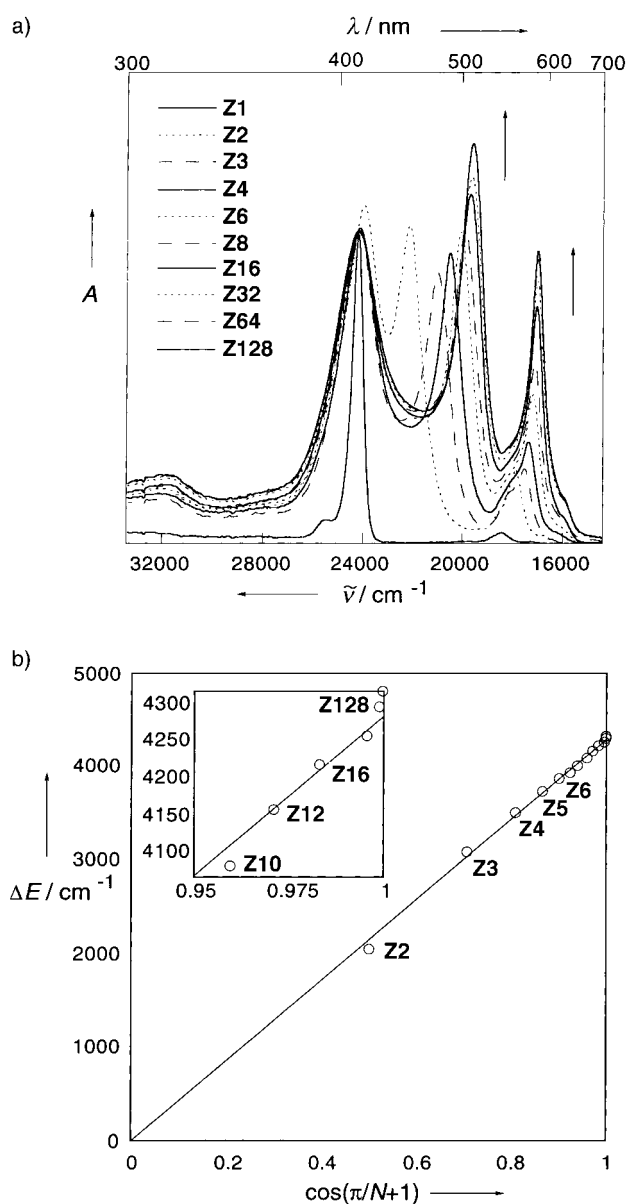 a)
λ / nm
300 400 500 600 700
Z1
Z2
Z3
Z4
Z6
Z8
Z16
Z32
Z64
Z128
A
32000 28000 24000 20000 16000
ν̃ / cm⁻¹
b)
5000
4000
3000
2000
1000
0
ΔE / cm⁻¹
4300
4250
4200
4150
4100
Z128
Z16
Z12
Z10
0.95 0.975 1
Z6
Z5
Z4
Z3
Z2
0 0.2 0.4 0.6 0.8 1
cos(π/N+1)